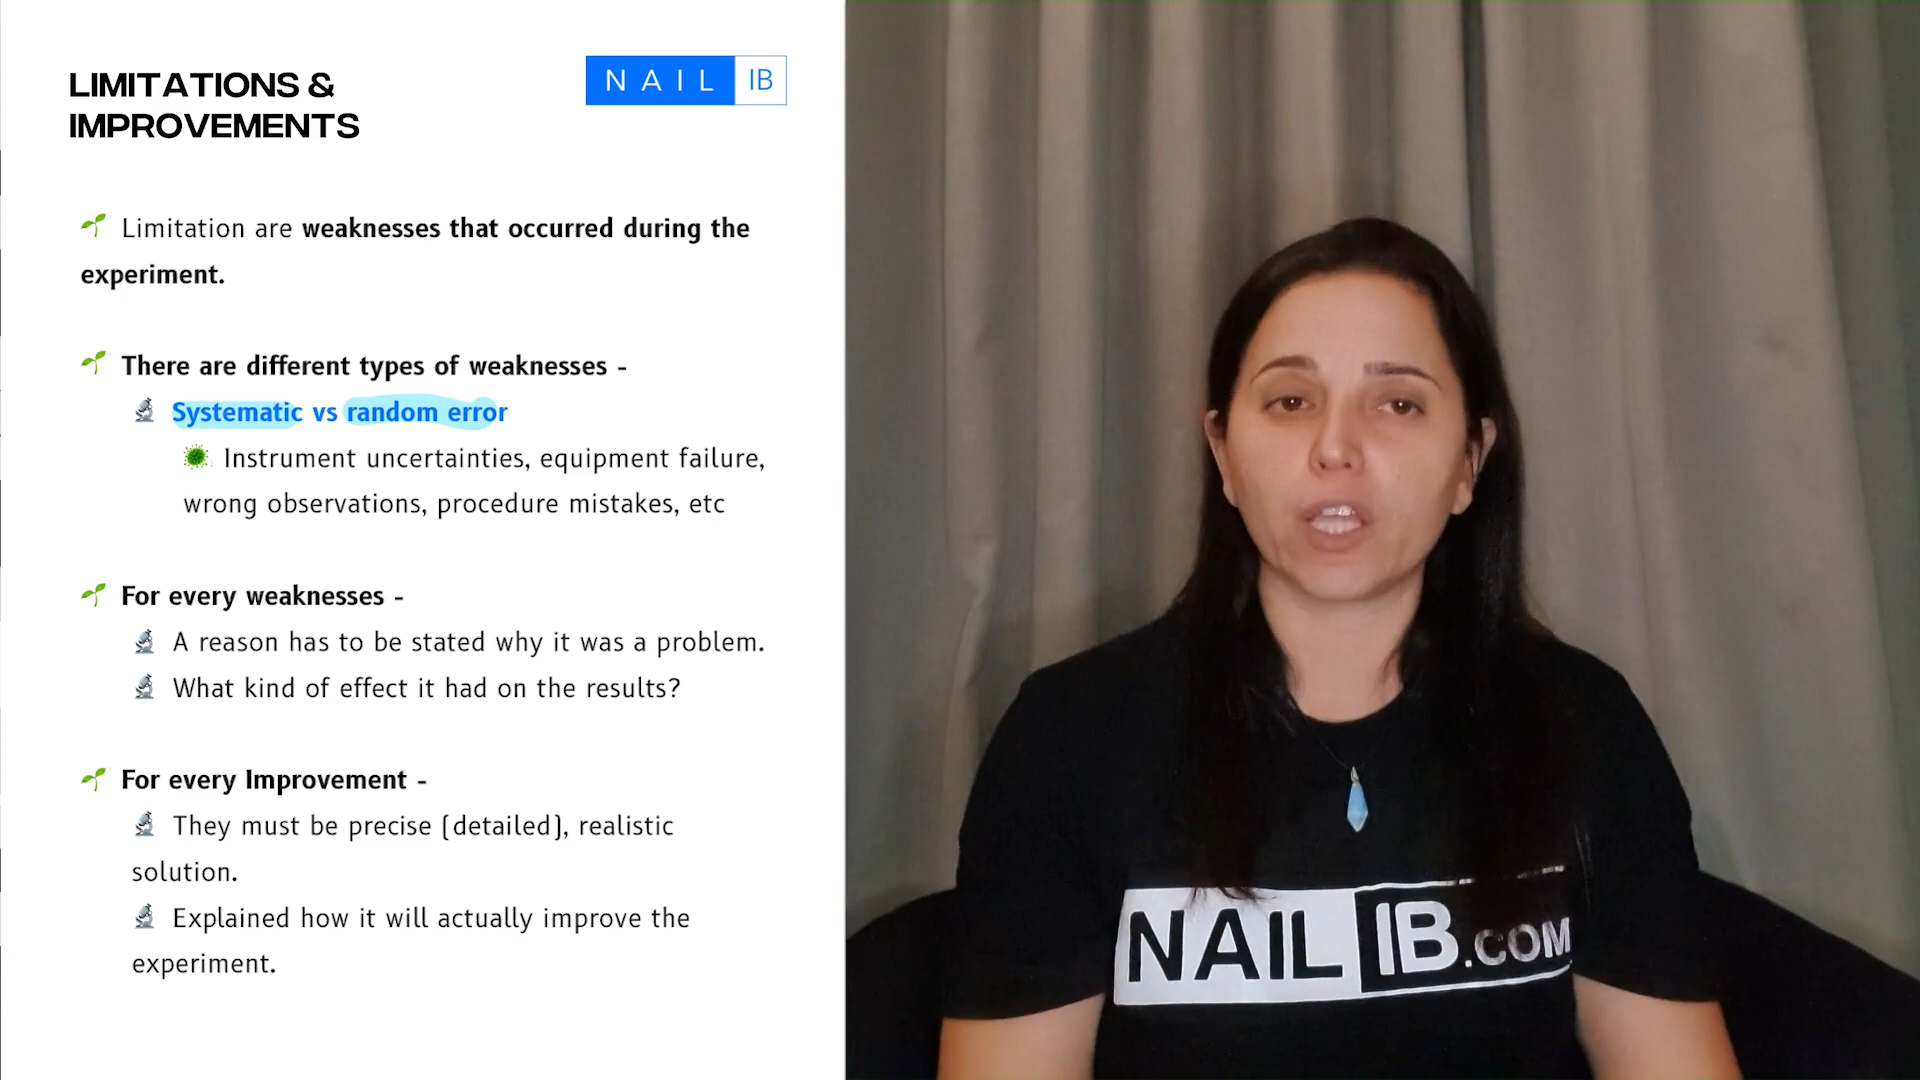 LIMITATIONS &
IMPROVEMENTS
NAIL IB
Limitation are weaknesses that occurred during the
experiment.
There are different types of weaknesses -
Systematic vs random error
Instrument uncertainties, equipment failure,
wrong observations, procedure mistakes, etc
For every weaknesses -
A reason has to be stated why it was a problem.
What kind of effect it had on the results?
For every Improvement -
They must be precise (detailed), realistic
solution.
Explained how it will actually improve the
experiment.
NAIL IB.COM